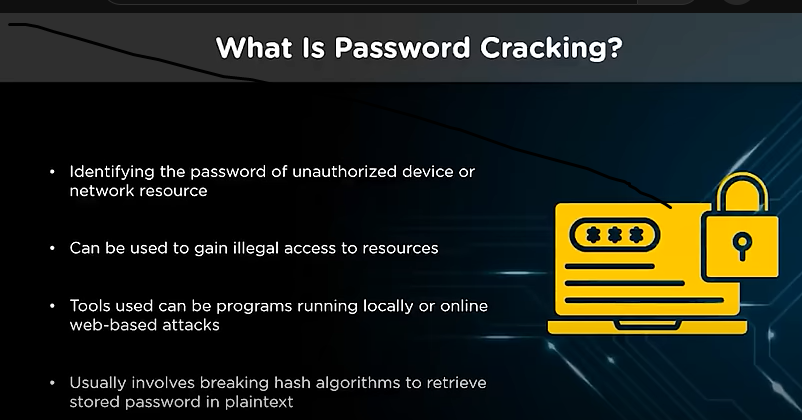 What Is Password Cracking?
• Identifying the password of unauthorized device or
network resource
• Can be used to gain illegal access to resources
• Tools used can be programs running locally or online
web-based attacks
• Usually involves breaking hash algorithms to retrieve
stored password in plaintext
***